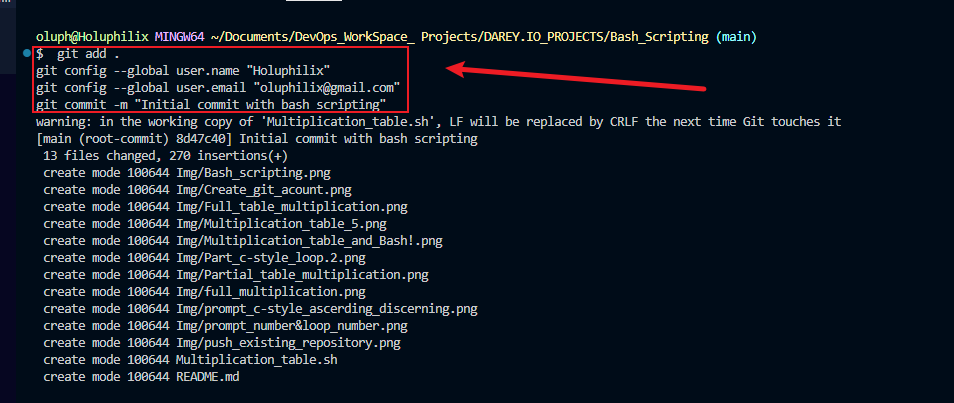 oluph@Holuphilix MINGW64 ~/Documents/DevOps_WorkSpace_ Projects/DAREY.IO_PROJECTS/Bash_Scripting (main)
$  git add .
git config --global user.name "Holuphilix"
git config --global user.email "oluphilix@gmail.com"
git commit -m "Initial commit with bash scripting"
warning: in the working copy of 'Multiplication_table.sh', LF will be replaced by CRLF the next time Git touches it
[main (root-commit) 8d47c40] Initial commit with bash scripting
 13 files changed, 270 insertions(+)
 create mode 100644 Img/Bash_scripting.png
 create mode 100644 Img/Create_git_acount.png
 create mode 100644 Img/Full_table_multiplication.png
 create mode 100644 Img/Multiplication_table_5.png
 create mode 100644 Img/Multiplication_table_and_Bash!.png
 create mode 100644 Img/Part_c-style_loop.2.png
 create mode 100644 Img/Partial_table_multiplication.png
 create mode 100644 Img/full_multiplication.png
 create mode 100644 Img/prompt_c-style_ascerding_discerning.png
 create mode 100644 Img/prompt_number&loop_number.png
 create mode 100644 Img/push_existing_repository.png
 create mode 100644 Multiplication_table.sh
 create mode 100644 README.md